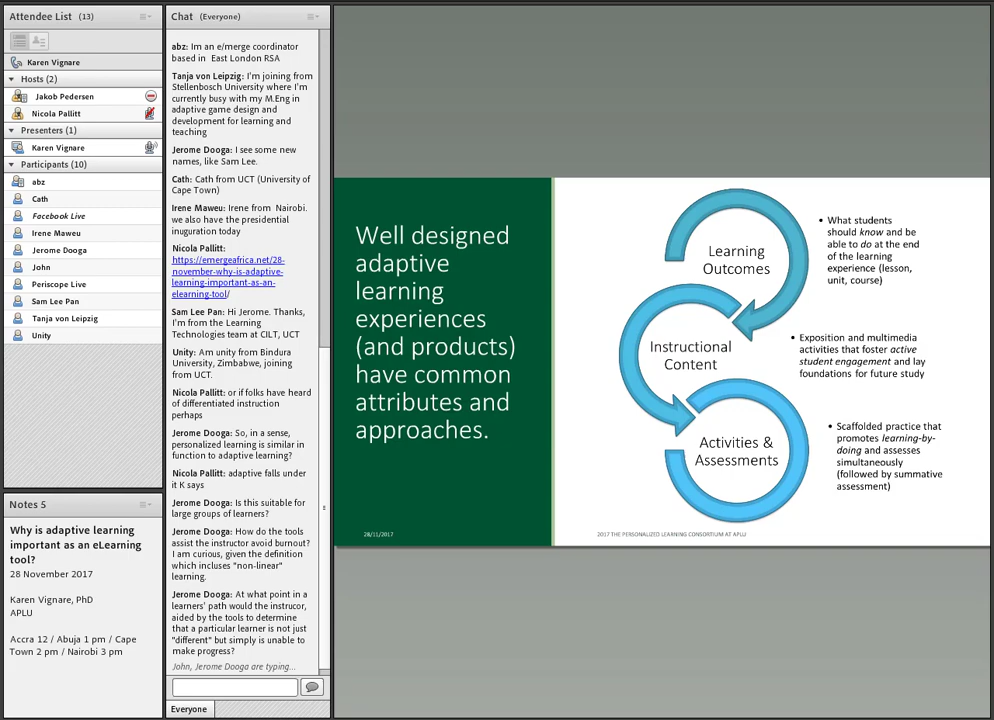 Attendee List (13)
Karen Vignare
Hosts (2)
Jakob Pedersen
Nicola Pallitt
Presenters (1)
Karen Vignare
Participants (10)
abz
Cath
Facebook Live
Irene Maweu
Jerome Dooga
John
Periscope Live
Sam Lee Pan
Tanja von Leipzig
Unity
Notes 5
Why is adaptive learning
important as an eLearning
tool?
28 November 2017
Karen Vignare, PhD
APLU
Accra 12 / Abuja 1 pm / Cape
Town 2 pm / Nairobi 3 pm
Chat (Everyone)
abz: Im an e/merge coordinator
based in East London RSA
Tanja von Leipzig: I'm joining from
Stellenbosch University where I'm
currently busy with my M.Eng in
adaptive game design and
development for learning and
teaching
Jerome Dooga: I see some new
names, like Sam Lee.
Cath: Cath from UCT (University of
Cape Town)
Irene Maweu: Irene from Nairobi.
we also have the presidential
inuguration today
Nicola Pallitt:
https://emergeafrica.net/28-
november-why-is-adaptive-
learning-important-as-an-
elearning-tool/
Sam Lee Pan: Hi Jerome. Thanks,
I'm from the Learning
Technologies team at CILT, UCT
Unity: Am unity from Bindura
University, Zimbabwe, joining
from UCT.
Nicola Pallitt: or if folks have heard
of differentiated instruction
perhaps
Jerome Dooga: So, in a sense,
personalized learning is similar in
function to adaptive learning?
Nicola Pallitt: adaptive falls under
it K says
Jerome Dooga: Is this suitable for
large groups of learners?
Jerome Dooga: How do the tools
assist the instructor avoid burnout?
I am curious, given the definition
which incluses "non-linear"
learning.
Jerome Dooga: At what point in a
learners' path would the instrucor,
aided by the tools to determine
that a particular learner is not just
"different" but simply is unable to
make progress?
John, Jerome Dooga are typing...
Everyone
Well designed
adaptive
learning
experiences
(and products)
have common
attributes and
approaches.
28/11/2017
Learning
Outcomes
• What students
should know and be
able to do at the end
of the learning
experience (lesson,
unit, course)
Instructional
Content
• Exposition and multimedia
activities that foster active
student engagement and lay
foundations for future study
Activities &
Assessments
• Scaffolded practice that
promotes learning-by-
doing and assesses
simultaneously
(followed by summative
assessment)
2017 THE PERSONALIZED LEARNING CONSORTIUM AT APLU